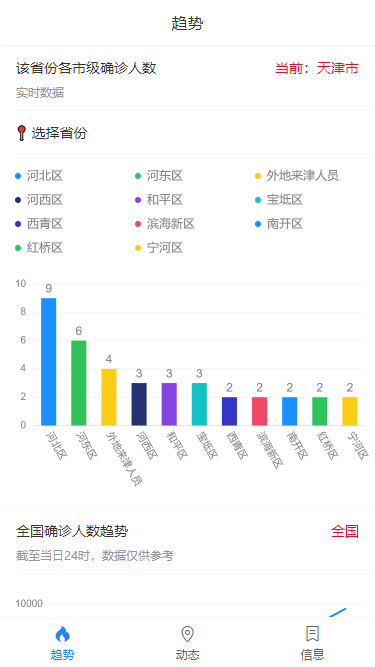 趋势
该省份各市级确诊人数 当前：天津市
实时数据
选择省份
河北区 河东区 外地来津人员
河西区 和平区 宝坻区
西青区 滨海新区 南开区
红桥区 宁河区
10
8
6
4
2
0
9 6 4 3 3 3 2 2 2 2 2
河北区 河东区 外地来津人员 河西区 和平区 宝坻区 西青区 滨海新区 南开区 红桥区 宁河区
全国确诊人数趋势 全国
截至当日24时，数据仅供参考
10000
趋势 动态 信息